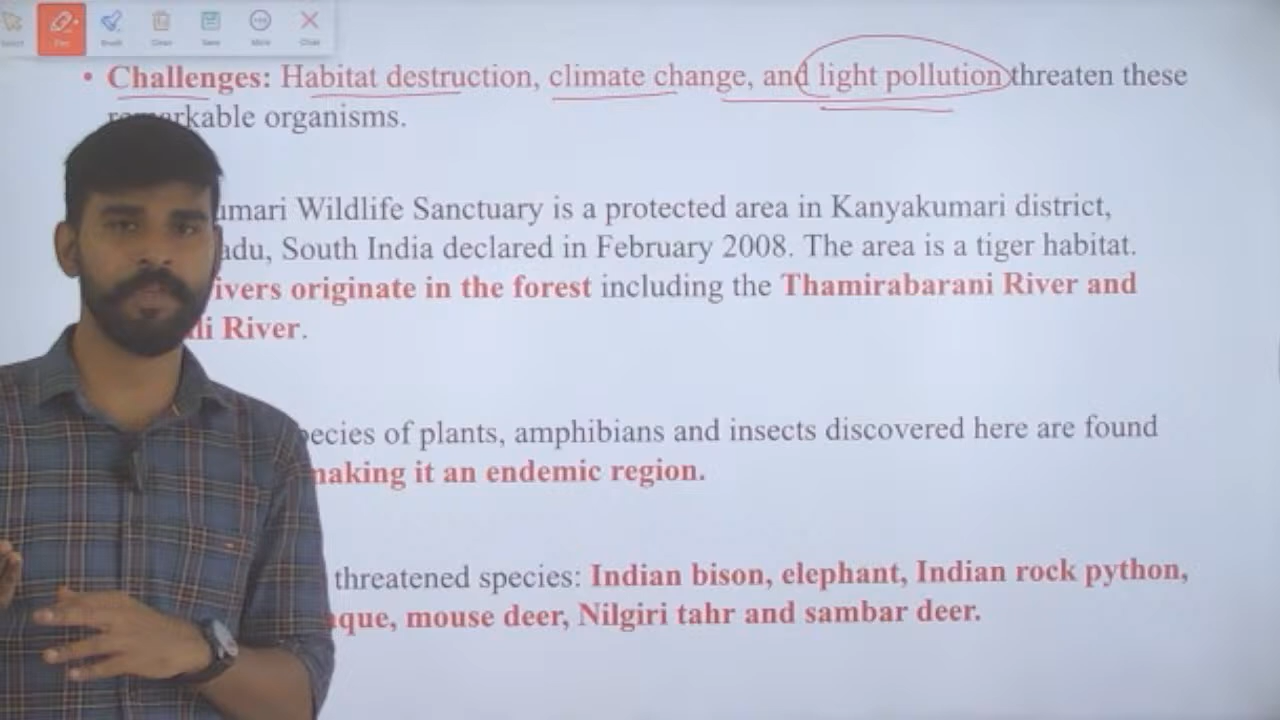 Select Pen Brush Clean Save More Close
• Challenges: Habitat destruction, climate change, and light pollution threaten these
remarkable organisms.
umari Wildlife Sanctuary is a protected area in Kanyakumari district,
adu, South India declared in February 2008. The area is a tiger habitat.
ivers originate in the forest including the Thamirabarani River and
li River.
ecies of plants, amphibians and insects discovered here are found
making it an endemic region.
threatened species: Indian bison, elephant, Indian rock python,
aque, mouse deer, Nilgiri tahr and sambar deer.